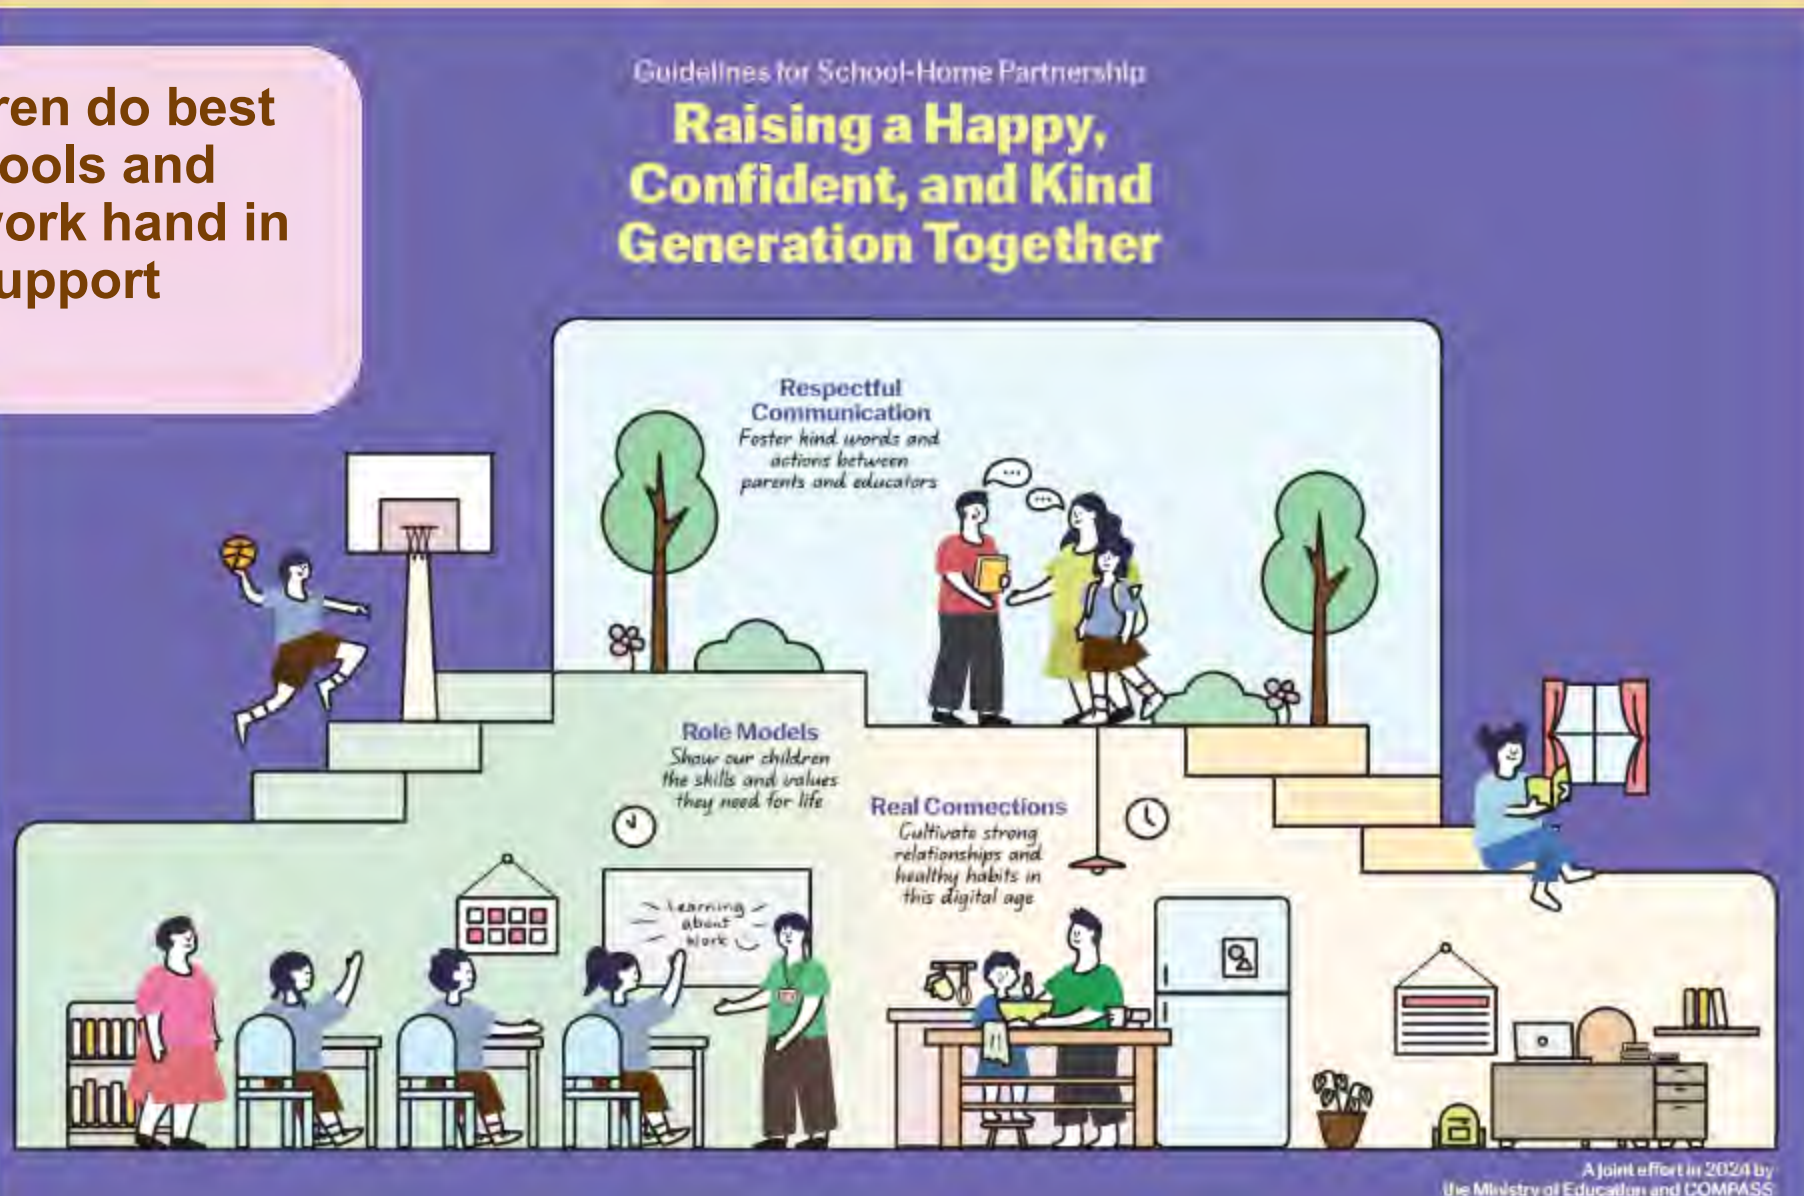 ren do best
ools and
work hand in
upport
Guidelines for School-Home Partnership
Raising a Happy,
Confident, and Kind
Generation Together
Respectful
Communication
Foster kind words and
actions between
parents and educators
Role Models
Show our children
the skills and values
they need for life
Real Connections
Cultivate strong
relationships and
healthy habits in
this digital age
Learning
about
Work
A joint effort in 2024 by
the Ministry of Education and COMPASS